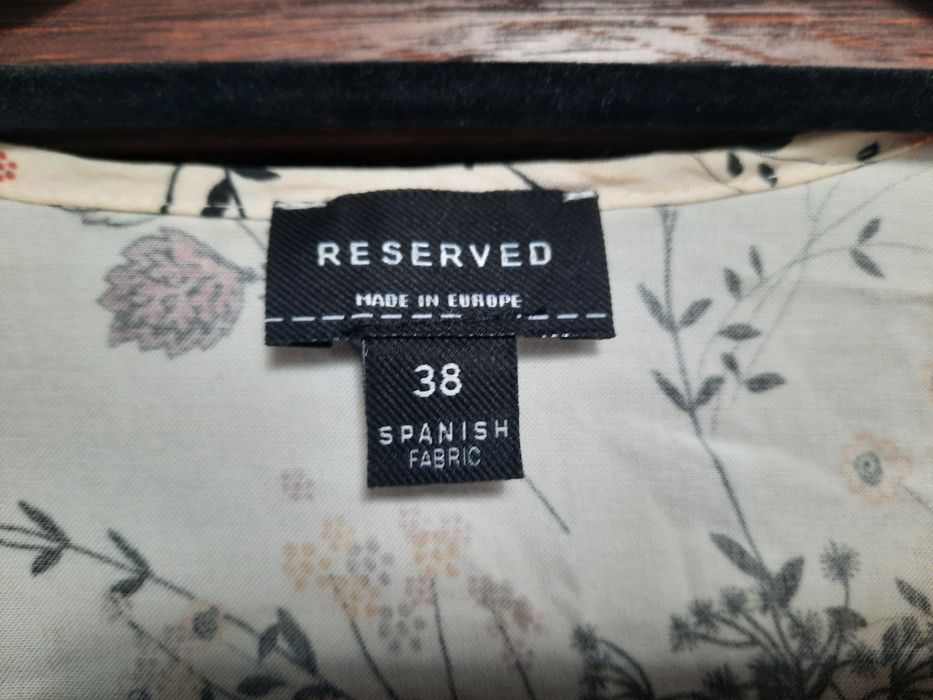 RESERVED
MADE IN EUROPE
38
SPANISH
FABRIC